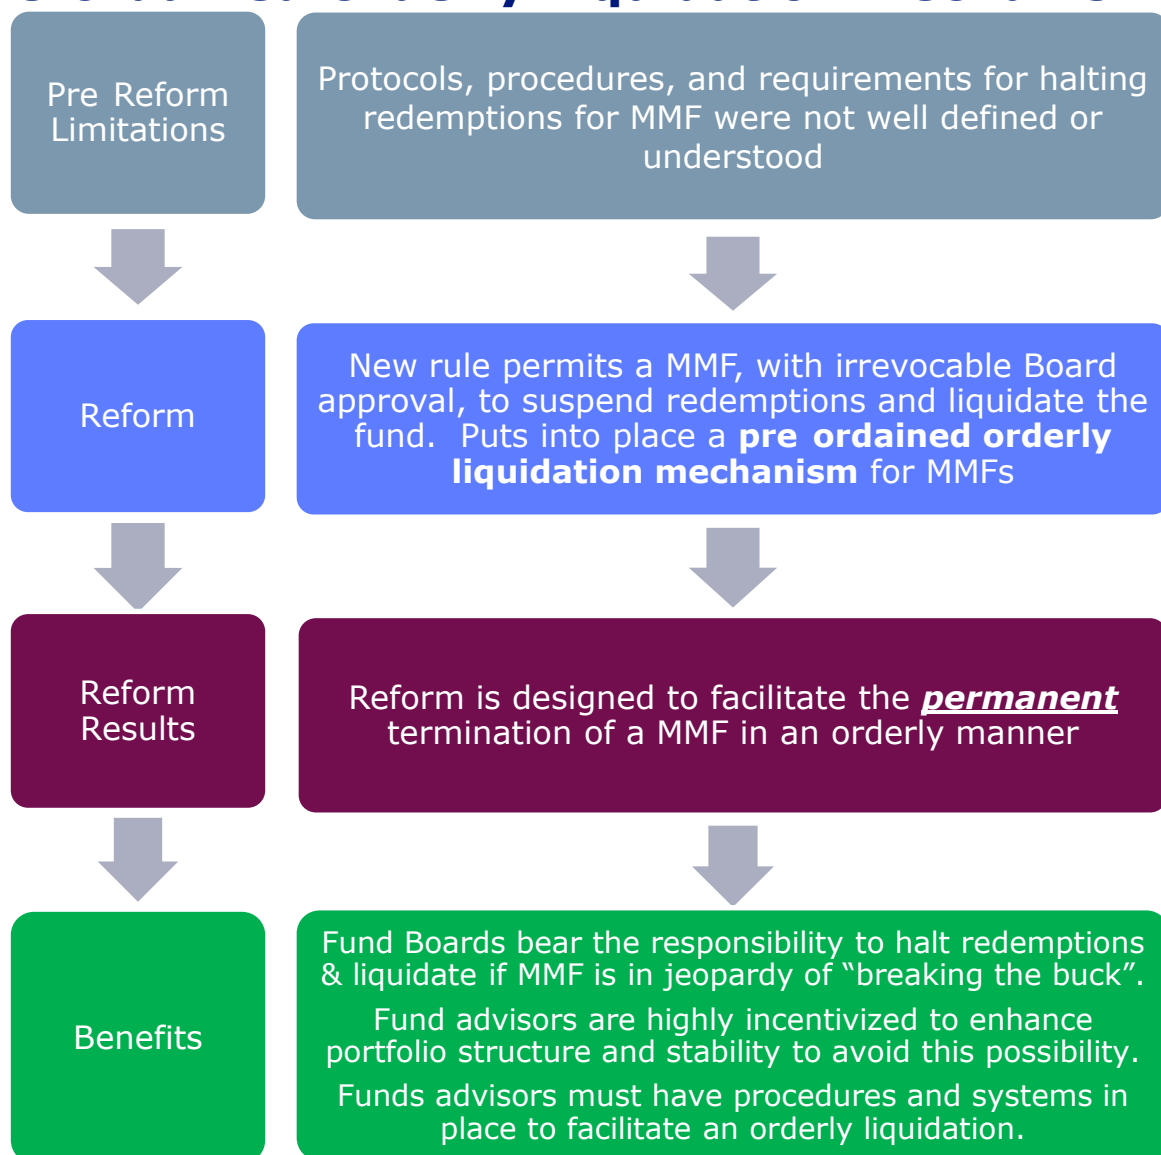 Pre Reform
Limitations
Protocols, procedures, and requirements for halting
redemptions for MMF were not well defined or
understood
Reform
New rule permits a MMF, with irrevocable Board
approval, to suspend redemptions and liquidate the
fund.  Puts into place a pre ordained orderly
liquidation mechanism for MMFs
Reform
Results
Reform is designed to facilitate the permanent
termination of a MMF in an orderly manner
Benefits
Fund Boards bear the responsibility to halt redemptions
& liquidate if MMF is in jeopardy of “breaking the buck”.
Fund advisors are highly incentivized to enhance
portfolio structure and stability to avoid this possibility.
Funds advisors must have procedures and systems in
place to facilitate an orderly liquidation.